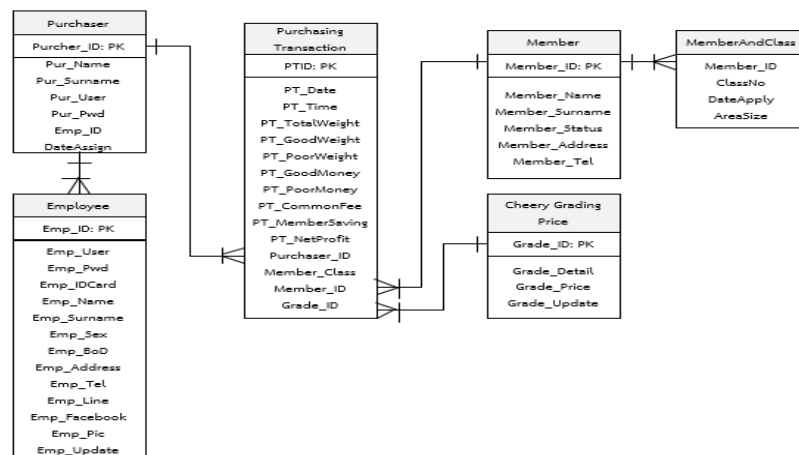 Purchaser
Purcher_ID: PK
Pur_Name
Pur_Surname
Pur_User
Pur_Pwd
Emp_ID
DateAssign
Employee
Emp_ID: PK
Emp_User
Emp_Pwd
Emp_IDCard
Emp_Name
Emp_Surname
Emp_Sex
Emp_BoD
Emp_Address
Emp_Tel
Emp_Line
Emp_Facebook
Emp_Pic
Emp_Update
Purchasing
Transaction
PTID: PK
PT_Date
PT_Time
PT_TotalWeight
PT_GoodWeight
PT_PoorWeight
PT_GoodMoney
PT_PoorMoney
PT_CommonFee
PT_MemberSaving
PT_NetProfit
Purchaser_ID
Member_Class
Member_ID
Grade_ID
Member
Member_ID: PK
Member_Name
Member_Surname
Member_Status
Member_Address
Member_Tel
Cheery Grading
Price
Grade_ID: PK
Grade_Detail
Grade_Price
Grade_Update
MemberAndClass
Member_ID
ClassNo
DateApply
AreaSize